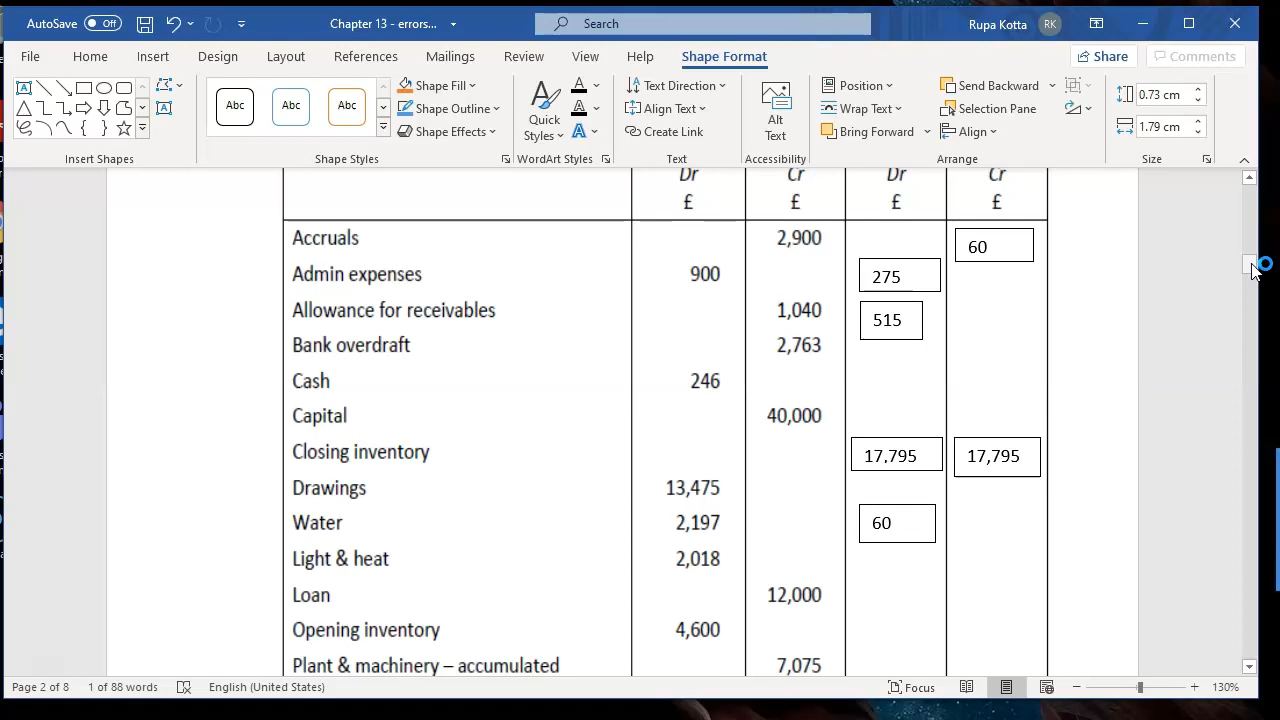 AutoSave Off Chapter 13 - errors... Search Rupa Kotta RK
File Home Insert Design Layout References Mailings Review View Help Shape Format Share Comments
Abc Abc Abc
Shape Fill
Shape Outline
Shape Effects
Quick
Styles
A A A
Text Direction
Align Text
Create Link
Alt
Text
Position
Wrap Text
Bring Forward
Send Backward
Selection Pane
Align
0.73 cm
1.79 cm
Insert Shapes Shape Styles WordArt Styles Text Accessibility Arrange Size
Dr Cr Dr Cr
£ £ £ £
Accruals 2,900 60
Admin expenses 900 275
Allowance for receivables 1,040 515
Bank overdraft 2,763
Cash 246
Capital 40,000
Closing inventory 17,795 17,795
Drawings 13,475
Water 2,197 60
Light & heat 2,018
Loan 12,000
Opening inventory 4,600
Plant & machinery – accumulated 7,075
Page 2 of 8 1 of 88 words English (United States) Focus 130%